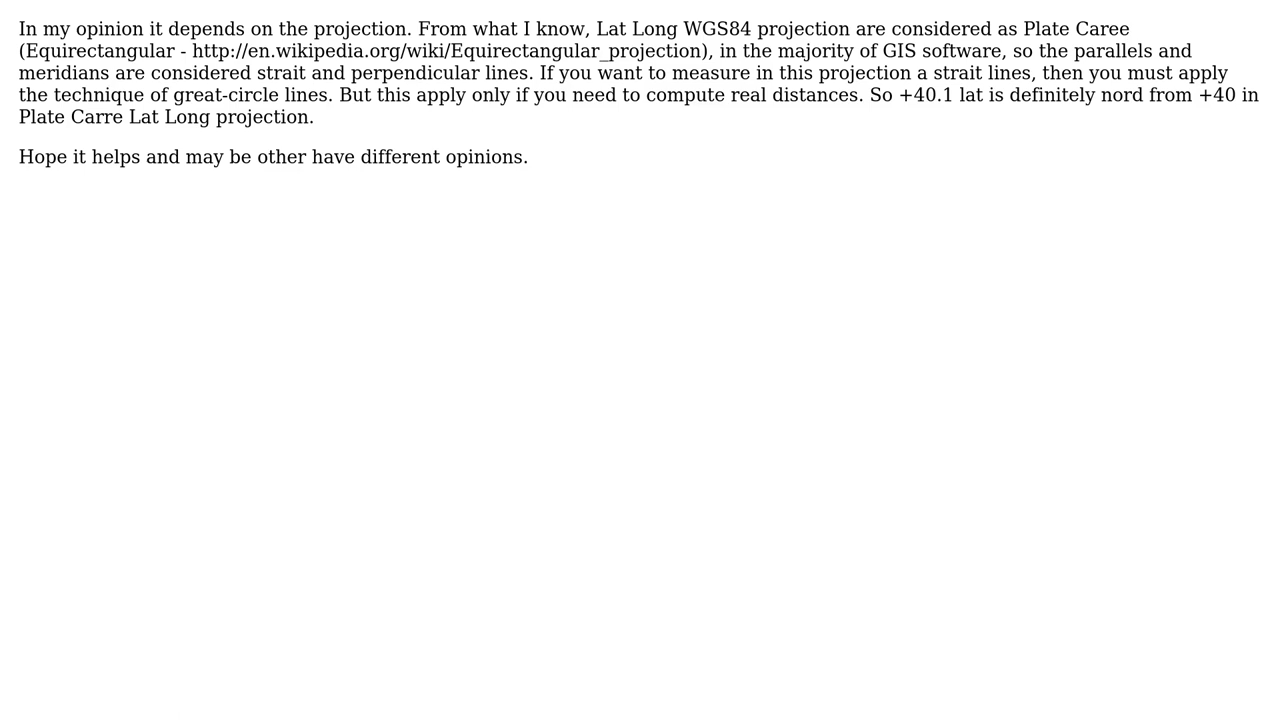 In my opinion it depends on the projection. From what I know, Lat Long WGS84 projection are considered as Plate Caree
(Equirectangular - http://en.wikipedia.org/wiki/Equirectangular_projection), in the majority of GIS software, so the parallels and
meridians are considered strait and perpendicular lines. If you want to measure in this projection a strait lines, then you must apply
the technique of great-circle lines. But this apply only if you need to compute real distances. So +40.1 lat is definitely nord from +40 in
Plate Carre Lat Long projection.
Hope it helps and may be other have different opinions.